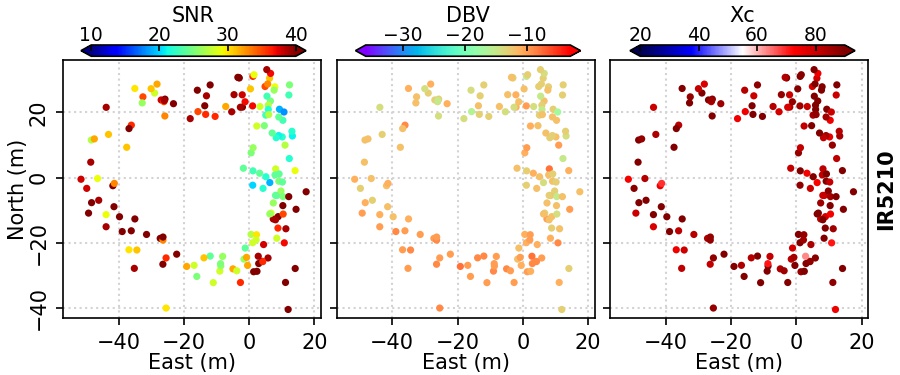 SNR DBV Xc
10 20 30 40 −30 −20 −10 20 40 60 80
20
0
−20
−40
North (m)
IR5210
−40 −20 0 20 −40 −20 0 20 −40 −20 0 20
East (m) East (m) East (m)